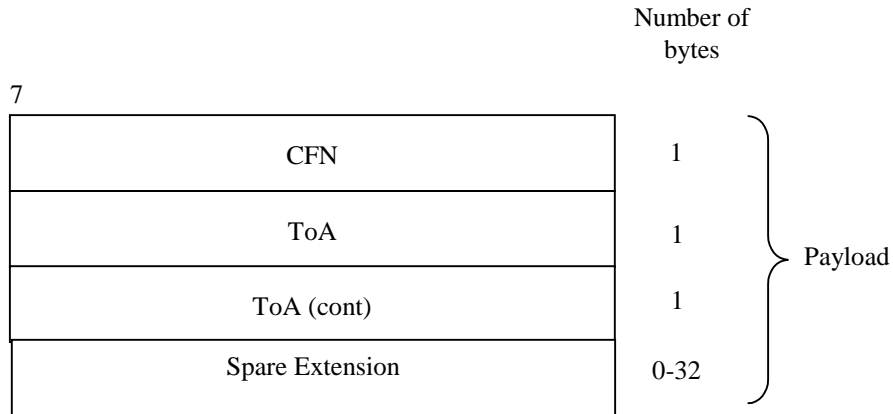 Number of
bytes
7
CFN 1
ToA 1
Payload
ToA (cont) 1
Spare Extension 0-32